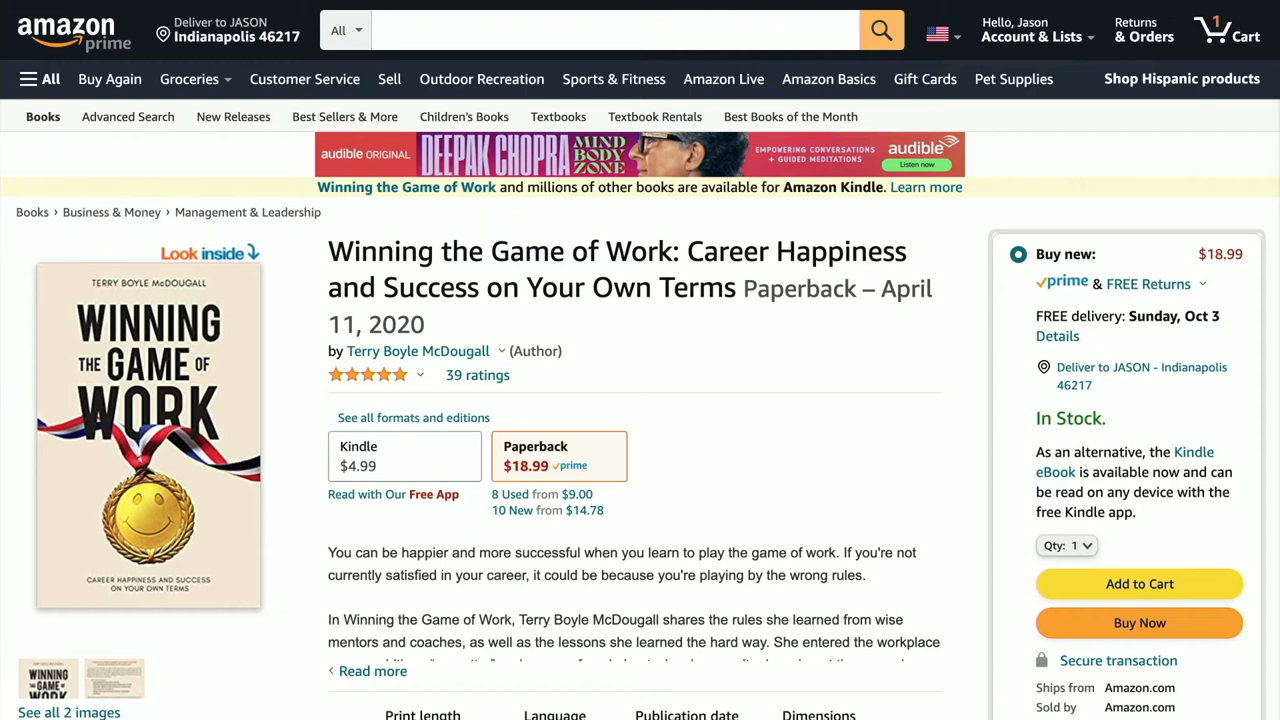 amazon
prime
Deliver to JASON
Indianapolis 46217
All
Hello, Jason
Account & Lists
Returns
& Orders
1
Cart
All
Buy Again
Groceries
Customer Service
Sell
Outdoor Recreation
Sports & Fitness
Amazon Live
Amazon Basics
Gift Cards
Pet Supplies
Shop Hispanic products
Books
Advanced Search
New Releases
Best Sellers & More
Children's Books
Textbooks
Textbook Rentals
Best Books of the Month
audible ORIGINAL
DEEPAK CHOPRA
MIND
BODY
ZONE
EMPOWERING CONVERSATIONS
+ GUIDED MEDITATIONS
audible
Listen now
Winning the Game of Work and millions of other books are available for Amazon Kindle. Learn more
Books › Business & Money › Management & Leadership
Look inside
TERRY BOYLE McDOUGALL
WINNING
THE GAME OF
WORK
CAREER HAPPINESS AND SUCCESS
ON YOUR OWN TERMS
See all 2 images
Winning the Game of Work: Career Happiness
and Success on Your Own Terms Paperback – April
11, 2020
by Terry Boyle McDougall (Author)
39 ratings
See all formats and editions
Kindle
$4.99
Read with Our Free App
Paperback
$18.99 prime
8 Used from $9.00
10 New from $14.78
You can be happier and more successful when you learn to play the game of work. If you're not
currently satisfied in your career, it could be because you're playing by the wrong rules.
In Winning the Game of Work, Terry Boyle McDougall shares the rules she learned from wise
mentors and coaches, as well as the lessons she learned the hard way. She entered the workplace
Read more
Print length
Language
Publication date
Dimensions
Buy new:
$18.99
prime & FREE Returns
FREE delivery: Sunday, Oct 3
Details
Deliver to JASON - Indianapolis
46217
In Stock.
As an alternative, the Kindle
eBook is available now and can
be read on any device with the
free Kindle app.
Qty: 1
Add to Cart
Buy Now
Secure transaction
Ships from Amazon.com
Sold by Amazon.com